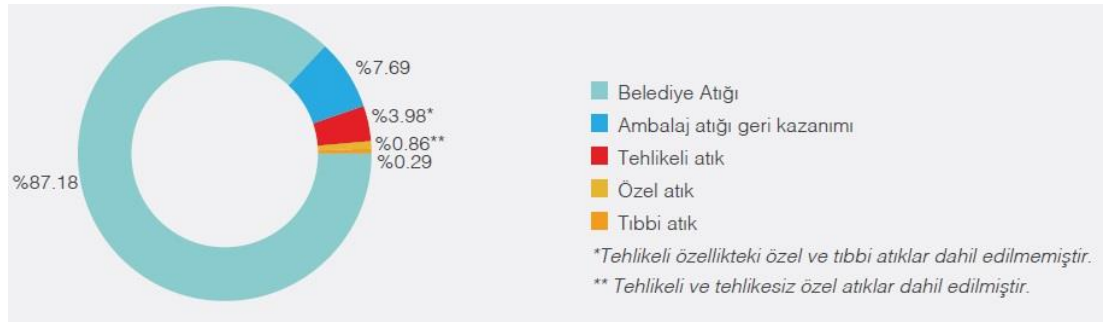 %7.69
%3.98*
%0.86**
%0.29
%87.18
Belediye Atığı
Ambalaj atığı geri kazanımı
Tehlikeli atık
Özel atık
Tıbbi atık
*Tehlikeli özellikteki özel ve tıbbi atıklar dahil edilmemiştir.
** Tehlikeli ve tehlikesiz özel atıklar dahil edilmiştir.